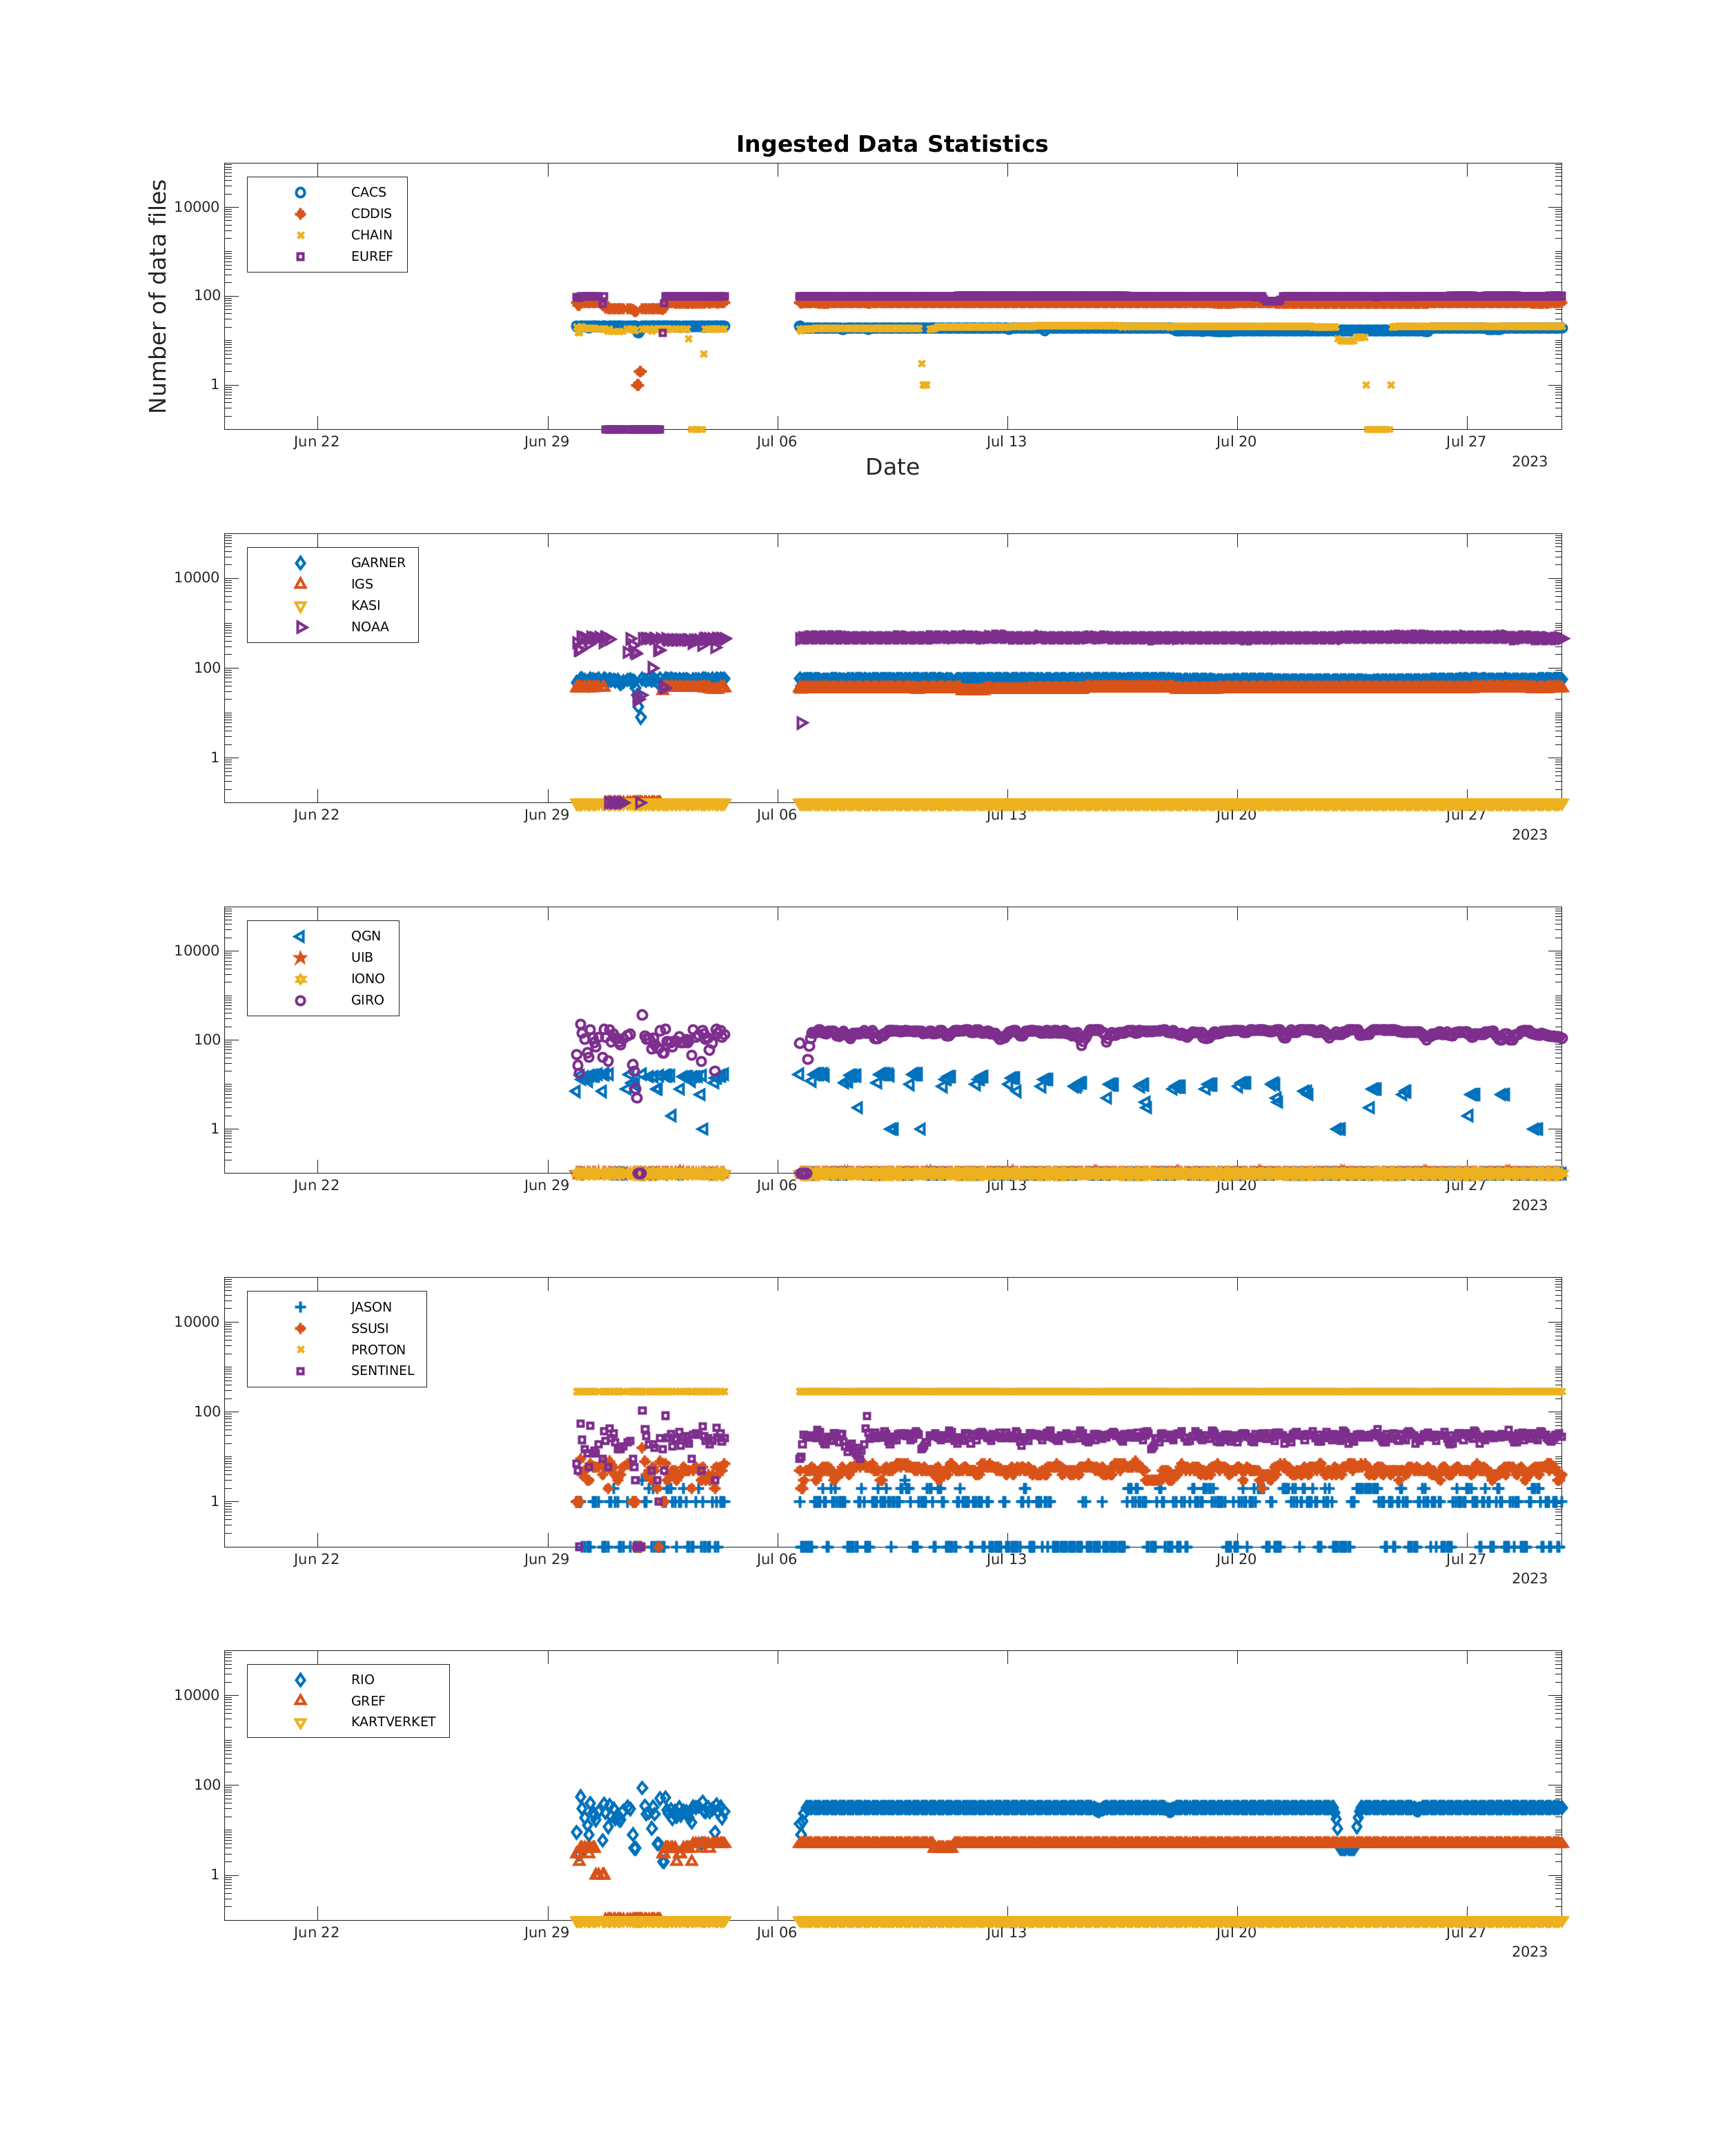 Ingested Data Statistics
Number of data files
10000
100
1
CACS
CDDIS
CHAIN
EUREF
Jun 22 Jun 29 Jul 06 Jul 13 Jul 20 Jul 27
2023
Date
10000
100
1
GARNER
IGS
KASI
NOAA
Jun 22 Jun 29 Jul 06 Jul 13 Jul 20 Jul 27
2023
10000
100
1
QGN
UIB
IONO
GIRO
Jun 22 Jun 29 Jul 06 Jul 13 Jul 20 Jul 27
2023
10000
100
1
JASON
SSUSI
PROTON
SENTINEL
Jun 22 Jun 29 Jul 06 Jul 13 Jul 20 Jul 27
2023
10000
100
1
RIO
GREF
KARTVERKET
Jun 22 Jun 29 Jul 06 Jul 13 Jul 20 Jul 27
2023